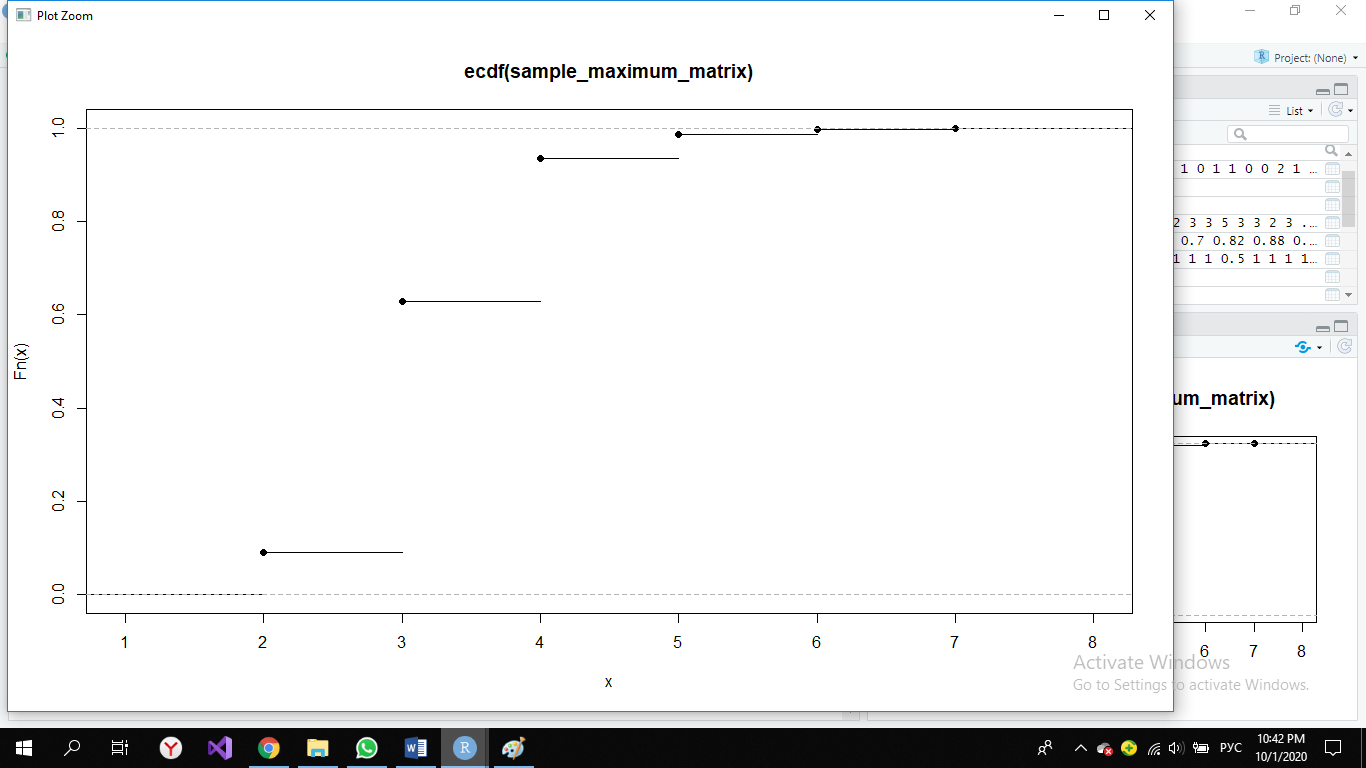 Plot Zoom
ecdf(sample_maximum_matrix)
Fn(x)
0.0 0.2 0.4 0.6 0.8 1.0
1 2 3 4 5 6 7 8
x
Project: (None)
List
1 0 1 1 0 0 2 1 ...
2 3 3 5 3 3 2 3 ...
0.7 0.82 0.88 0...
1 1 1 0.5 1 1 1 1...
um_matrix)
6 7 8
Activate Windows
Go to Settings to activate Windows.
РУС
10:42 PM
10/1/2020